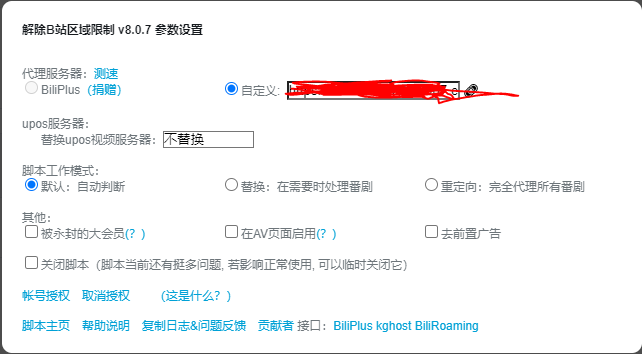 解除B站区域限制 v8.0.7 参数设置
代理服务器：测速
BiliPlus（捐赠） 自定义:
upos服务器：
替换upos视频服务器：不替换
脚本工作模式：
默认：自动判断 替换：在需要时处理番剧 重定向：完全代理所有番剧
其他：
被永封的大会员(？) 在AV页面启用(？) 去前置广告
关闭脚本（脚本当前还有挺多问题, 若影响正常使用, 可以临时关闭它）
帐号授权 取消授权 （这是什么？）
脚本主页 帮助说明 复制日志&问题反馈 贡献者 接口：BiliPlus kghost BiliRoaming